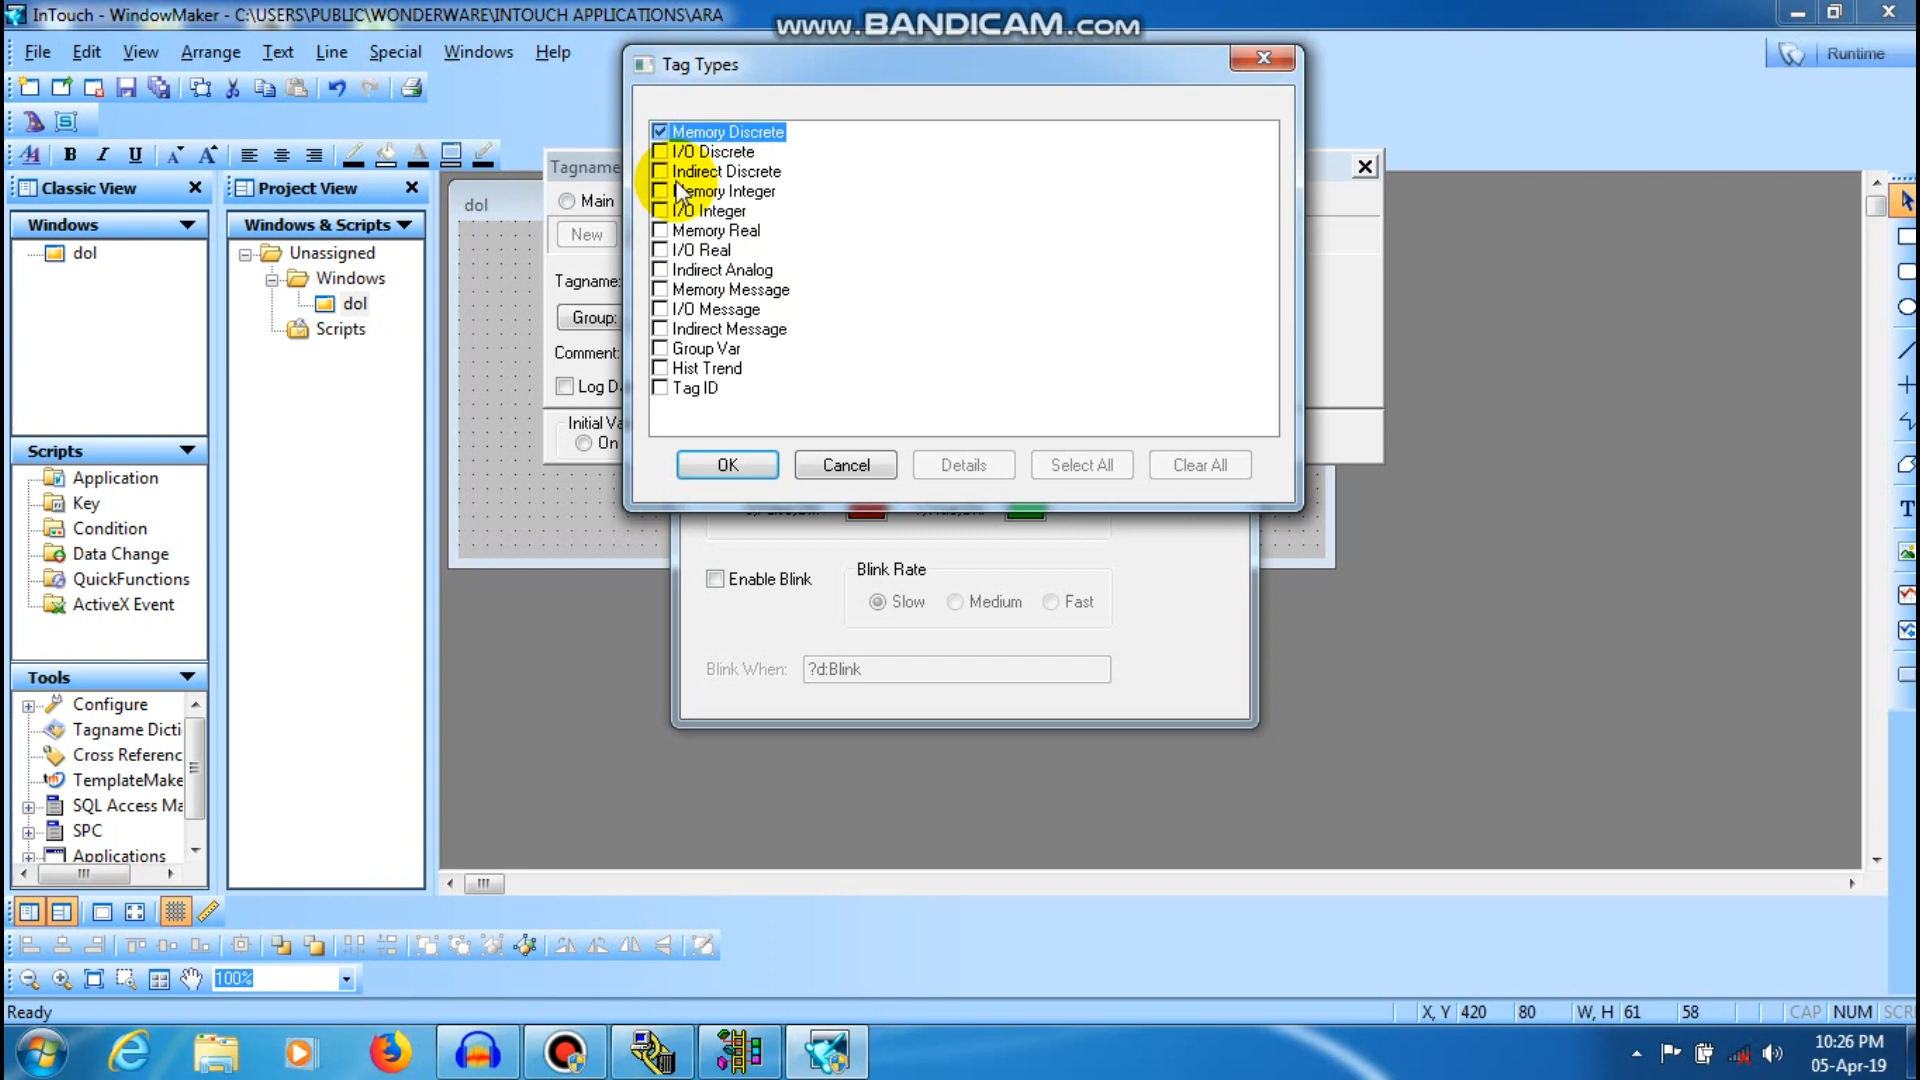 InTouch - WindowMaker - C:\USERS\PUBLIC\WONDERWARE\INTOUCH APPLICATIONS\ARA
www.BANDICAM.com
File Edit View Arrange Text Line Special Windows Help
Runtime
Tag Types
Memory Discrete
I/O Discrete
Indirect Discrete
Memory Integer
I/O Integer
Memory Real
I/O Real
Indirect Analog
Memory Message
I/O Message
Indirect Message
Group Var
Hist Trend
Tag ID
OK Cancel Details Select All Clear All
Classic View
Windows
dol
Scripts
Application
Key
Condition
Data Change
QuickFunctions
ActiveX Event
Tools
Configure
Tagname Dicti
Cross Referenc
TemplateMake
SQL Access Ma
SPC
Applications
Project View
Windows & Scripts
Unassigned
Windows
dol
Scripts
dol
Tagname
Main
New
Tagname:
Group:
Comment:
Log D
Initial Va
On
Enable Blink
Blink Rate
Slow Medium Fast
Blink When: ?d:Blink
100%
Ready
X, Y 420 80 W, H 61 58 CAP NUM SCR
10:26 PM
05-Apr-19